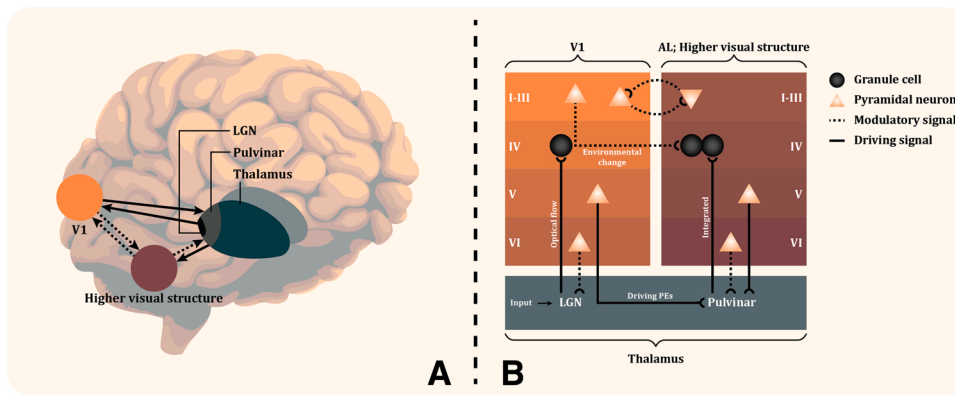 LGN
Pulvinar
Thalamus
V1
Higher visual structure
A
V1
AL; Higher visual structure
I-III
I-III
IV
IV
Environmental
change
V
V
Optical flow
Integrated
VI
VI
Input
LGN
Driving PEs
Pulvinar
Thalamus
Granule cell
Pyramidal neuron
Modulatory signal
Driving signal
B